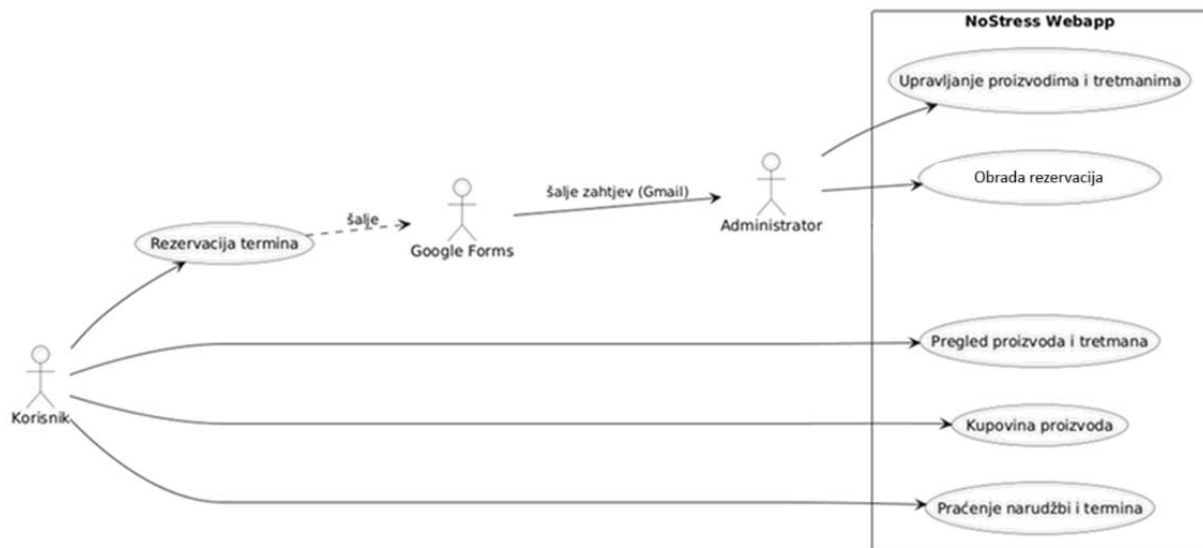 NoStress Webapp
Upravljanje proizvodima i tretmanima
Obrada rezervacija
šalje zahtjev (Gmail)
Administrator
šalje
Google Forms
Rezervacija termina
Pregled proizvoda i tretmana
Korisnik
Kupovina proizvoda
Praćenje narudžbi i termina